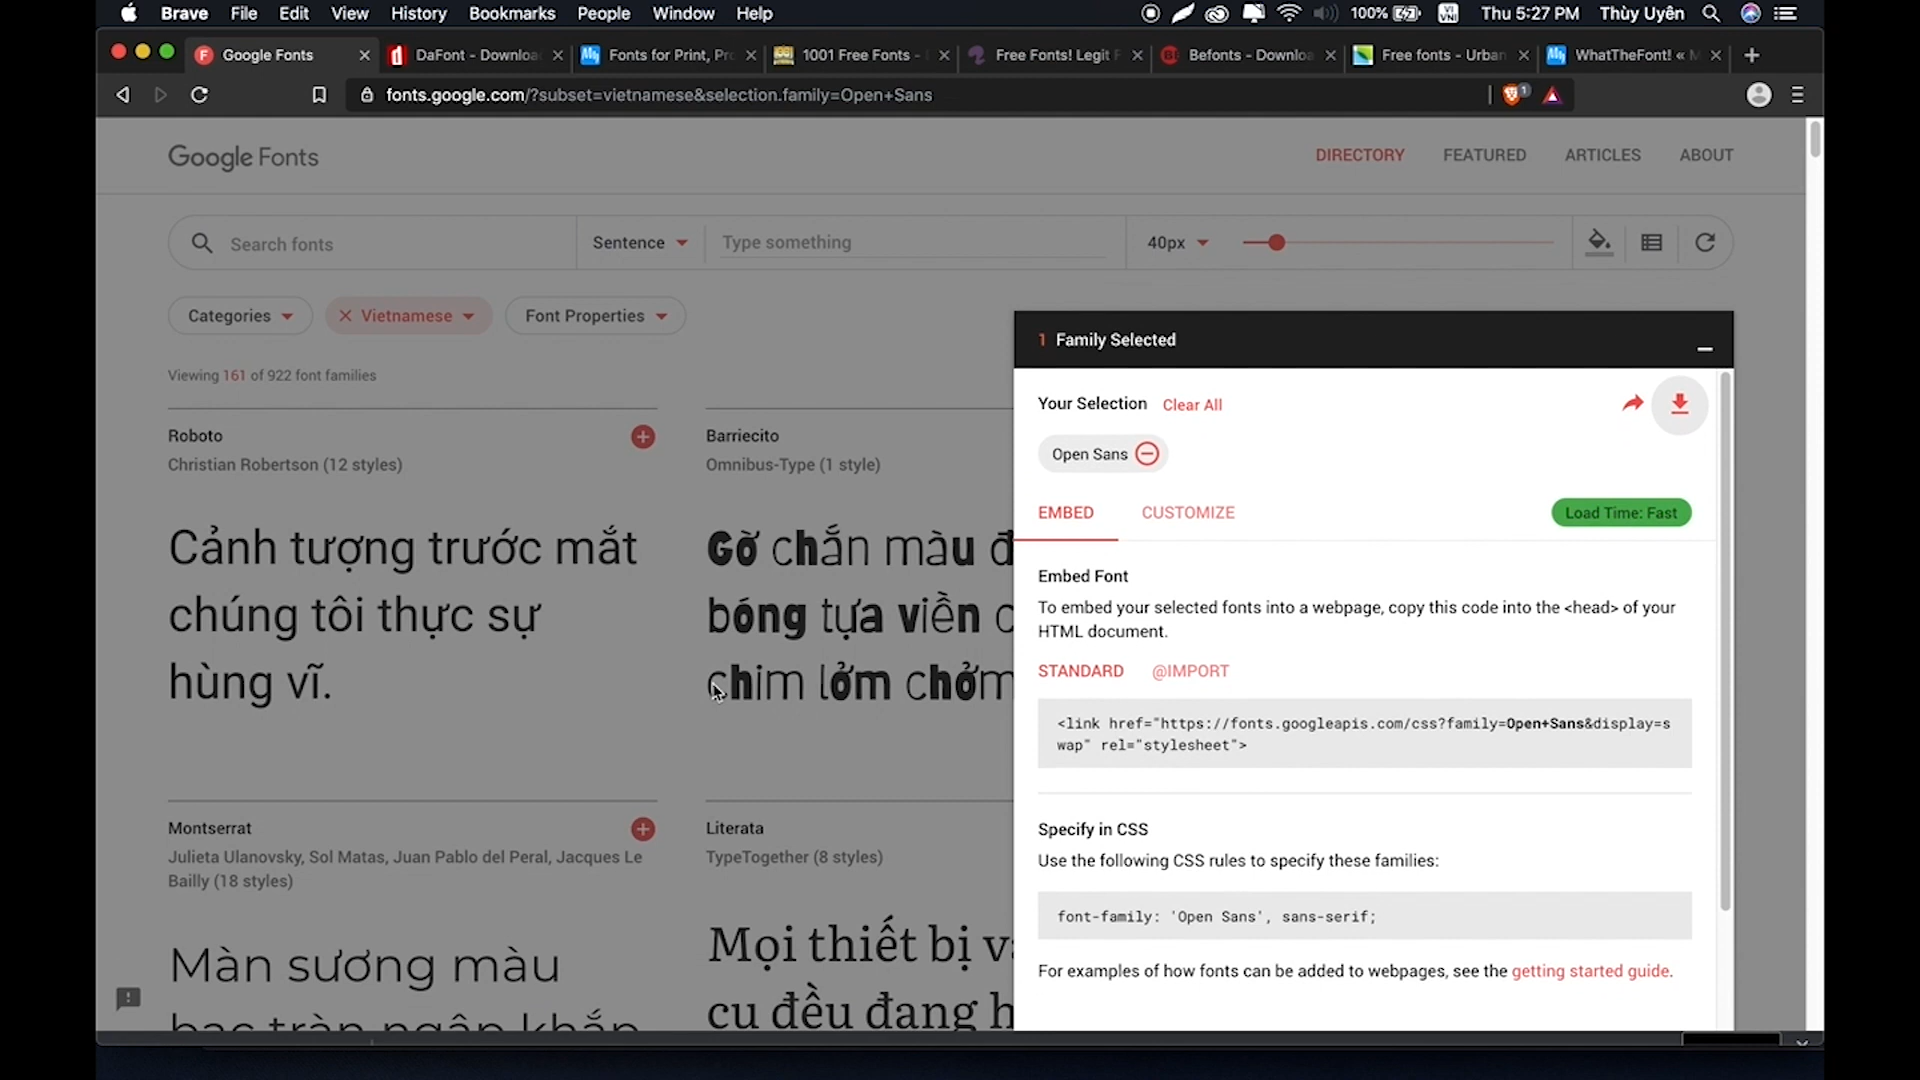 Brave File Edit View History Bookmarks People Window Help 100% VI VNI Thu 5:27 PM Thùy Uyên
Google Fonts DaFont - Downloa Fonts for Print, Pr 1001 Free Fonts - Free Fonts! Legit F Befonts - Downloa Free fonts - Urban WhatTheFont! « M
fonts.google.com/?subset=vietnamese&selection.family=Open+Sans 1
Google Fonts
DIRECTORY FEATURED ARTICLES ABOUT
Search fonts Sentence Type something 40px
Categories Vietnamese Font Properties
Viewing 161 of 922 font families
Roboto
Christian Robertson (12 styles)
Cảnh tượng trước mắt
chúng tôi thực sự
hùng vĩ.
Barriecito
Omnibus-Type (1 style)
Gờ chắn màu đ
bóng tựa viền c
chim lởm chởm
Montserrat
Julieta Ulanovsky, Sol Matas, Juan Pablo del Peral, Jacques Le
Bailly (18 styles)
Màn sương màu
bạc tràn ngập khắp
Literata
TypeTogether (8 styles)
Mọi thiết bị v
cụ đều đang h
1 Family Selected
Your Selection Clear All
Open Sans
EMBED CUSTOMIZE Load Time: Fast
Embed Font
To embed your selected fonts into a webpage, copy this code into the <head> of your
HTML document.
STANDARD @IMPORT
<link href="https://fonts.googleapis.com/css?family=Open+Sans&display=s
wap" rel="stylesheet">
Specify in CSS
Use the following CSS rules to specify these families:
font-family: 'Open Sans', sans-serif;
For examples of how fonts can be added to webpages, see the getting started guide.